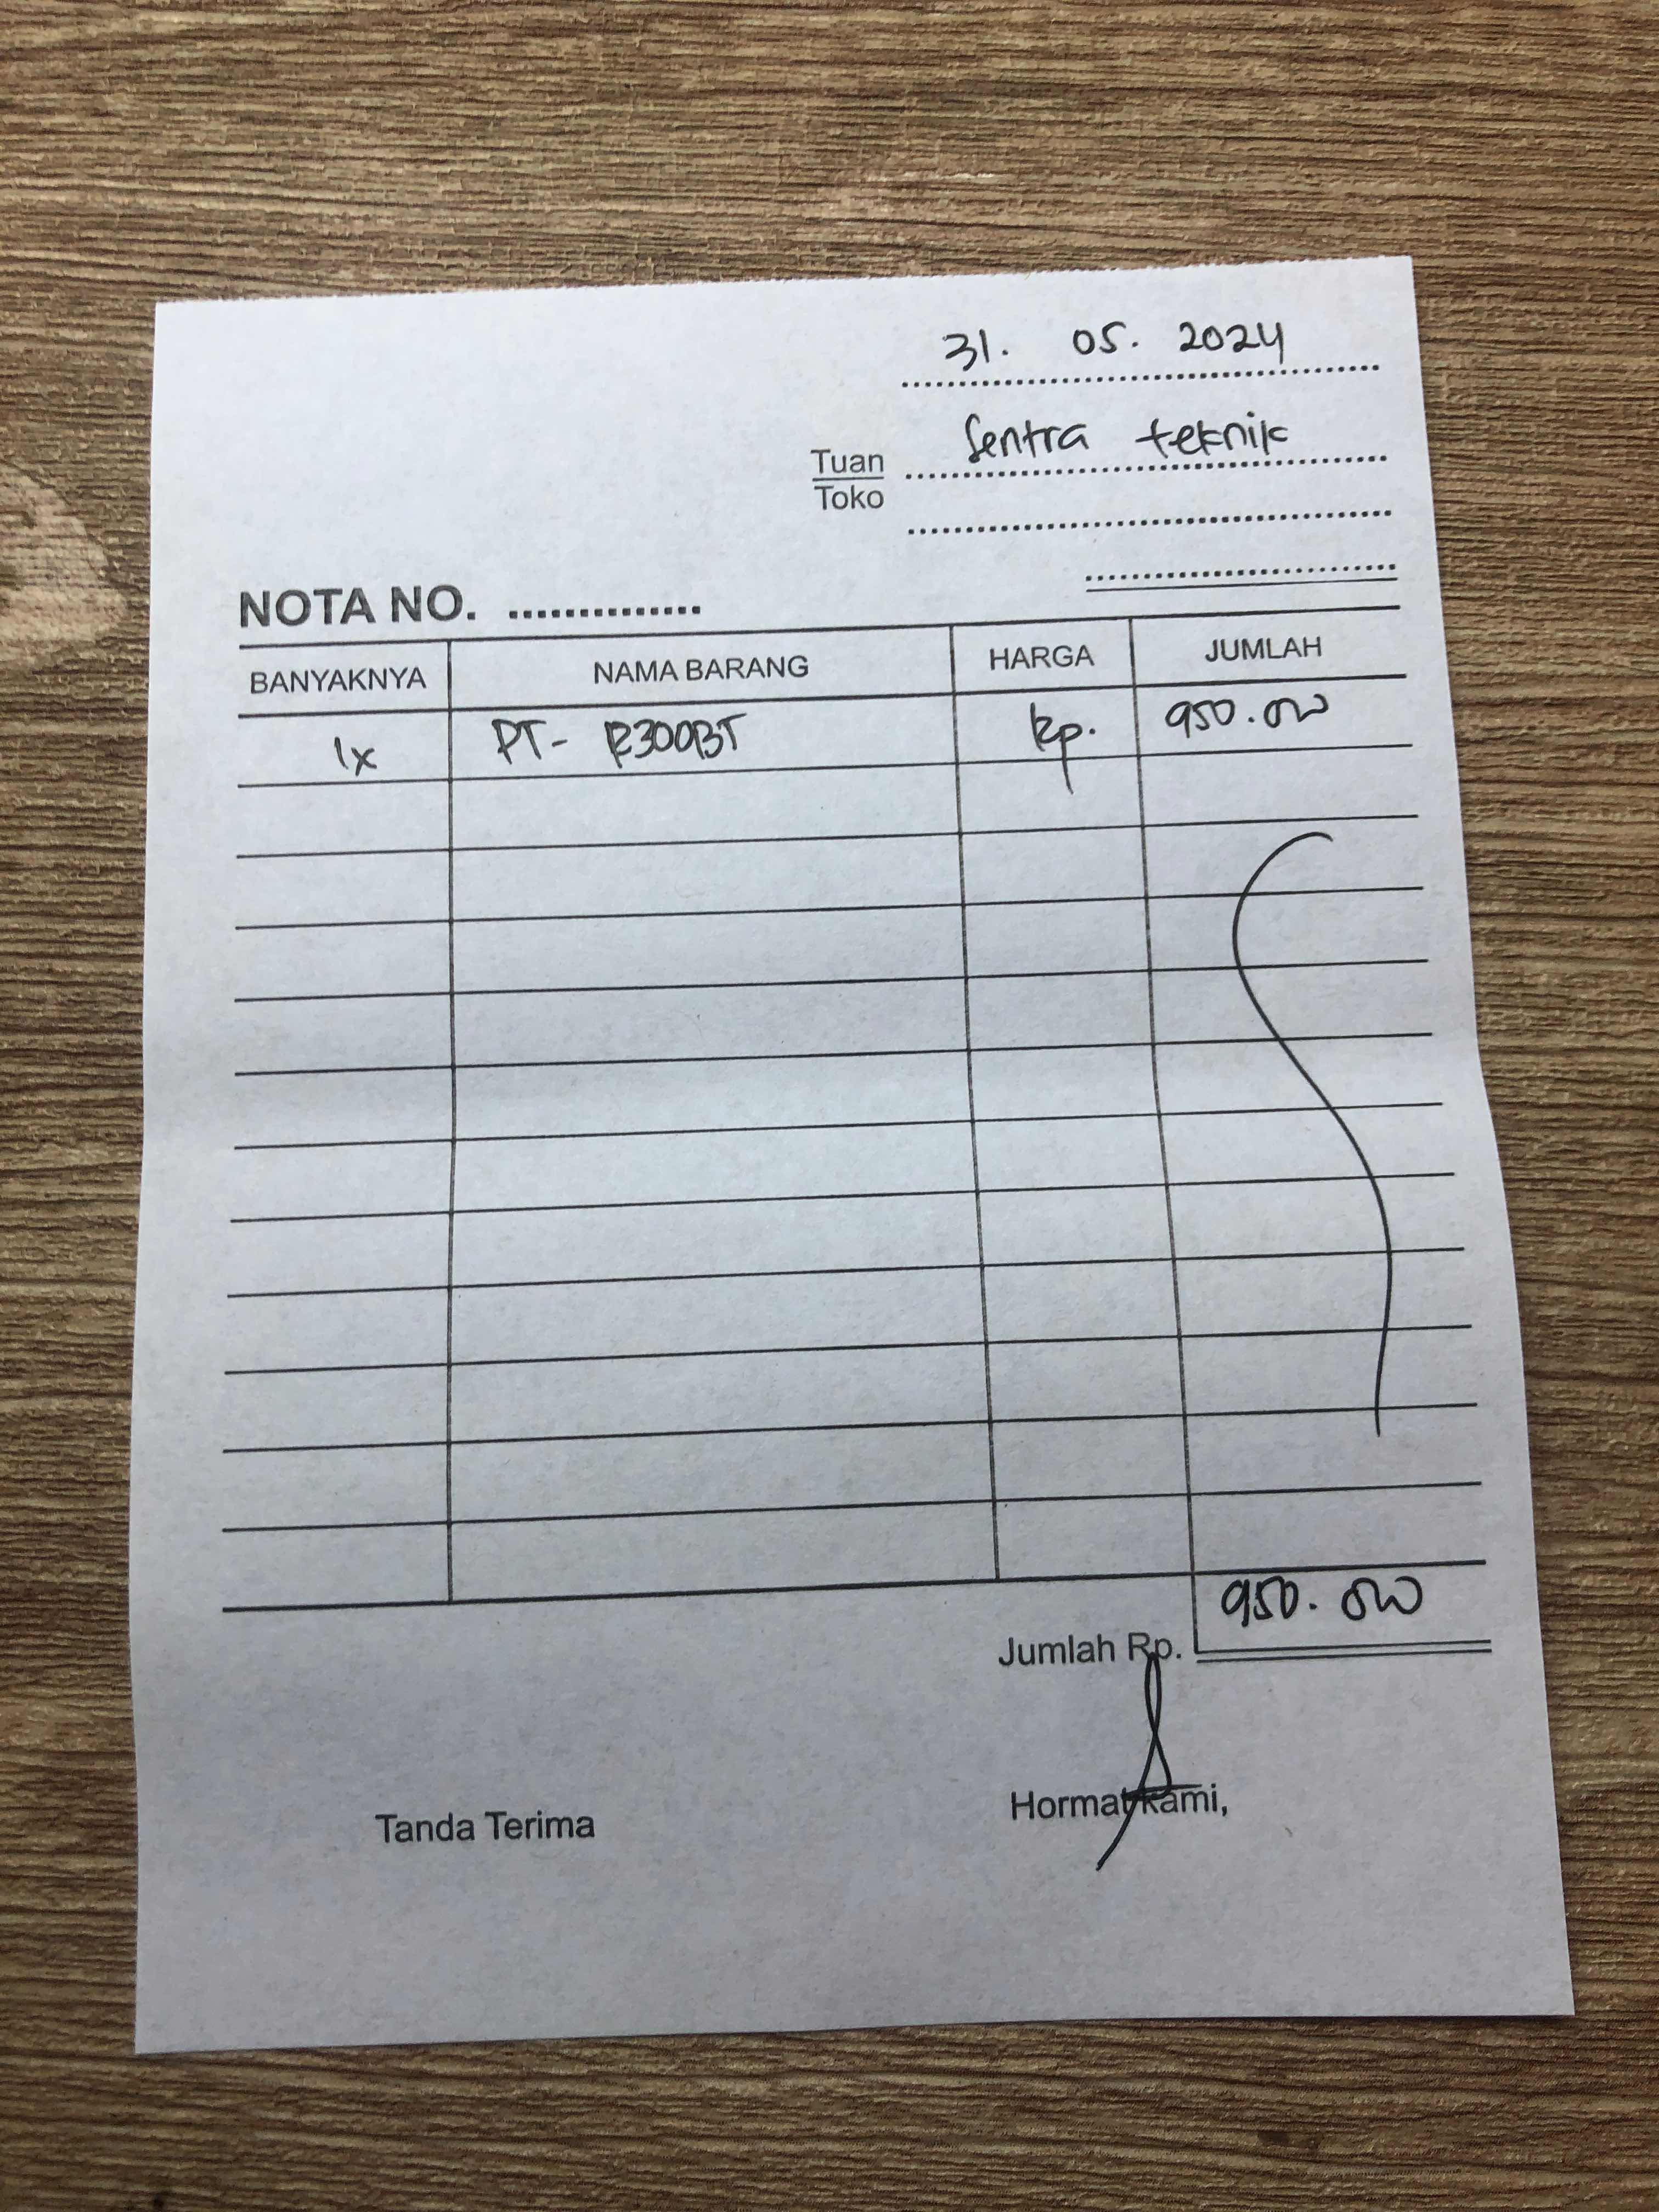 31. 05. 2024
Tuan Sentra teknik
Toko
NOTA NO. ..............
BANYAKNYA NAMA BARANG HARGA JUMLAH
1x PT- R300BT Rp. 950.000
950.000
Jumlah Rp.
Tanda Terima Hormat kami,